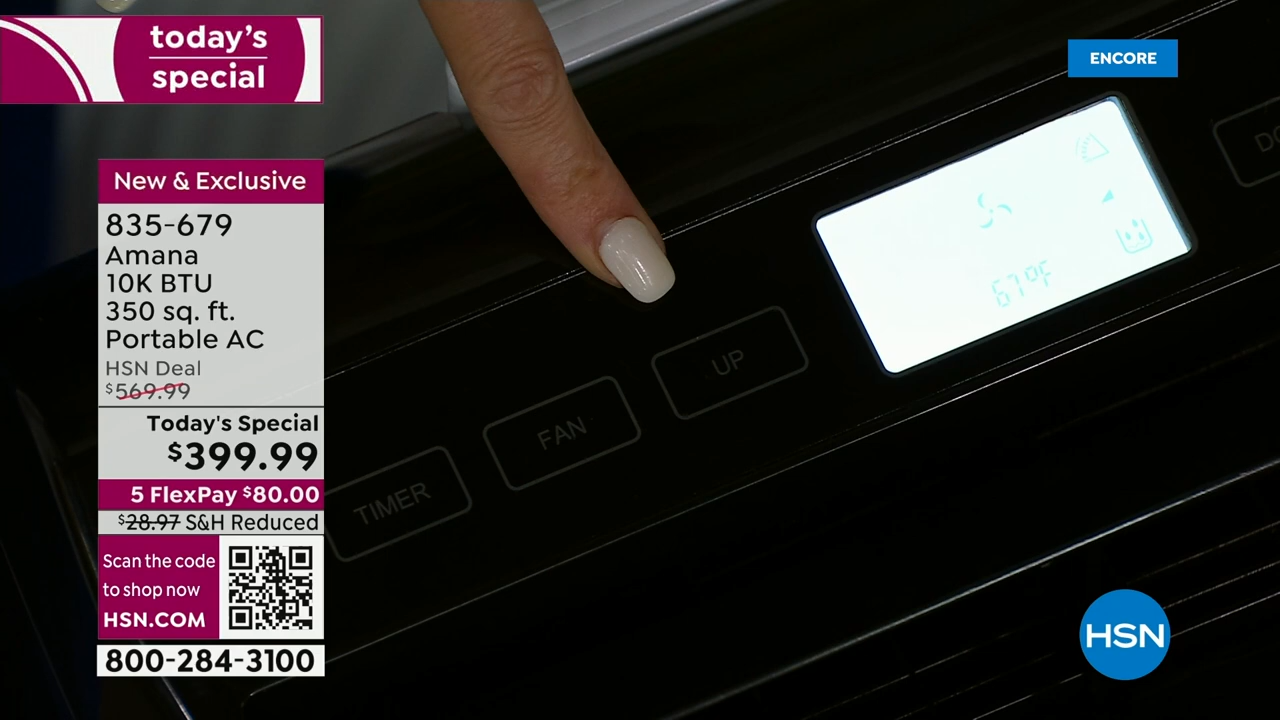 today's
special
ENCORE
New & Exclusive
835-679
Amana
10K BTU
350 sq. ft.
Portable AC
HSN Deal
$569.99
Today's Special
$399.99
5 FlexPay $80.00
$28.97 S&H Reduced
Scan the code
to shop now
HSN.COM
800-284-3100
TIMER
FAN
UP
67°F
HSN